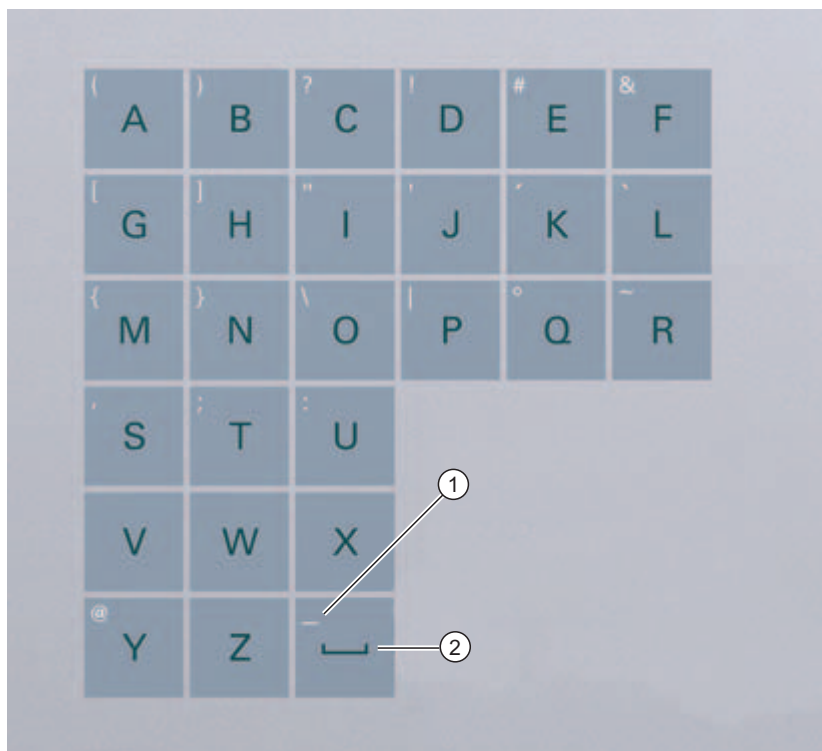 ( A ) B ? C ! D # E & F
[ G ] H " I ' J ´ K ` L
{ M } N \ O | P ° Q ~ R
, S ; T : U
1
V W X
@ Y Z _
2